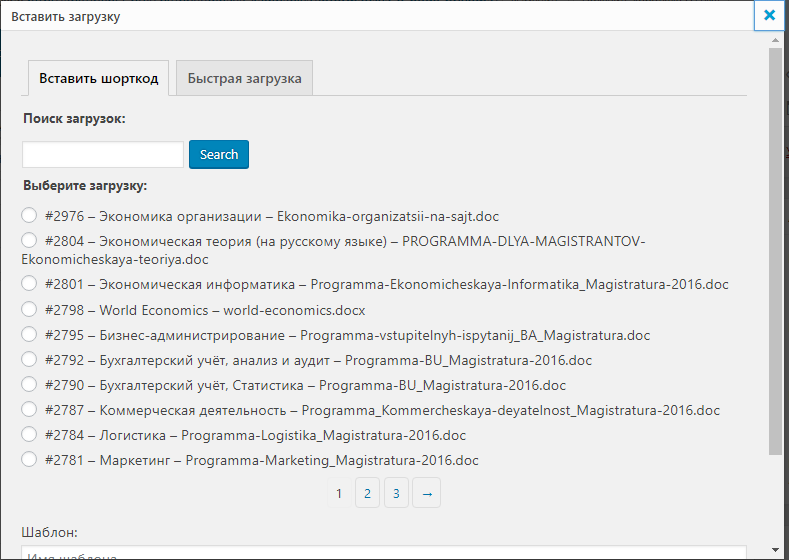 Вставить загрузку
Вставить шорткод
Быстрая загрузка
Поиск загрузок:
Search
Выберите загрузку:
#2976 – Экономика организации – Ekonomika-organizatsii-na-sajt.doc
#2804 – Экономическая теория (на русскому языке) – PROGRAMMA-DLYA-MAGISTRANTOV-
Ekonomicheskaya-teoriya.doc
#2801 – Экономическая информатика – Programma-Ekonomicheskaya-Informatika_Magistratura-2016.doc
#2798 – World Economics – world-economics.docx
#2795 – Бизнес-администрирование – Programma-vstupitelnyh-ispytanij_BA_Magistratura.doc
#2792 – Бухгалтерский учёт, анализ и аудит – Programma-BU_Magistratura-2016.doc
#2790 – Бухгалтерский учёт, Статистика – Programma-BU_Magistratura-2016.doc
#2787 – Коммерческая деятельность – Programma_Kommercheskaya-deyatelnost_Magistratura-2016.doc
#2784 – Логистика – Programma-Logistika_Magistratura-2016.doc
#2781 – Маркетинг – Programma-Marketing_Magistratura-2016.doc
1 2 3 →
Шаблон:
Имя шаблона